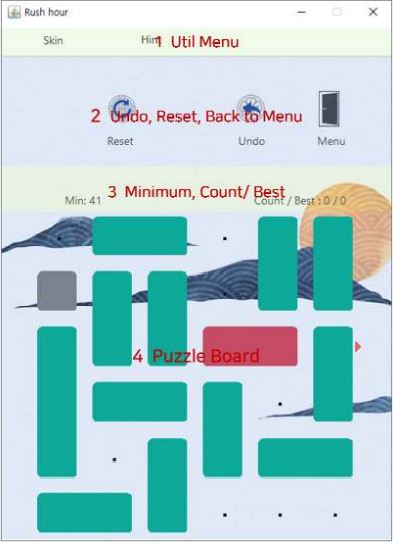 Rush hour
Skin
Hin
1 Util Menu
2 Undo, Reset, Back to Menu
Reset
Undo
Menu
3 Minimum, Count/ Best
Min: 41
Count / Best : 0 / 0
4 Puzzle Board